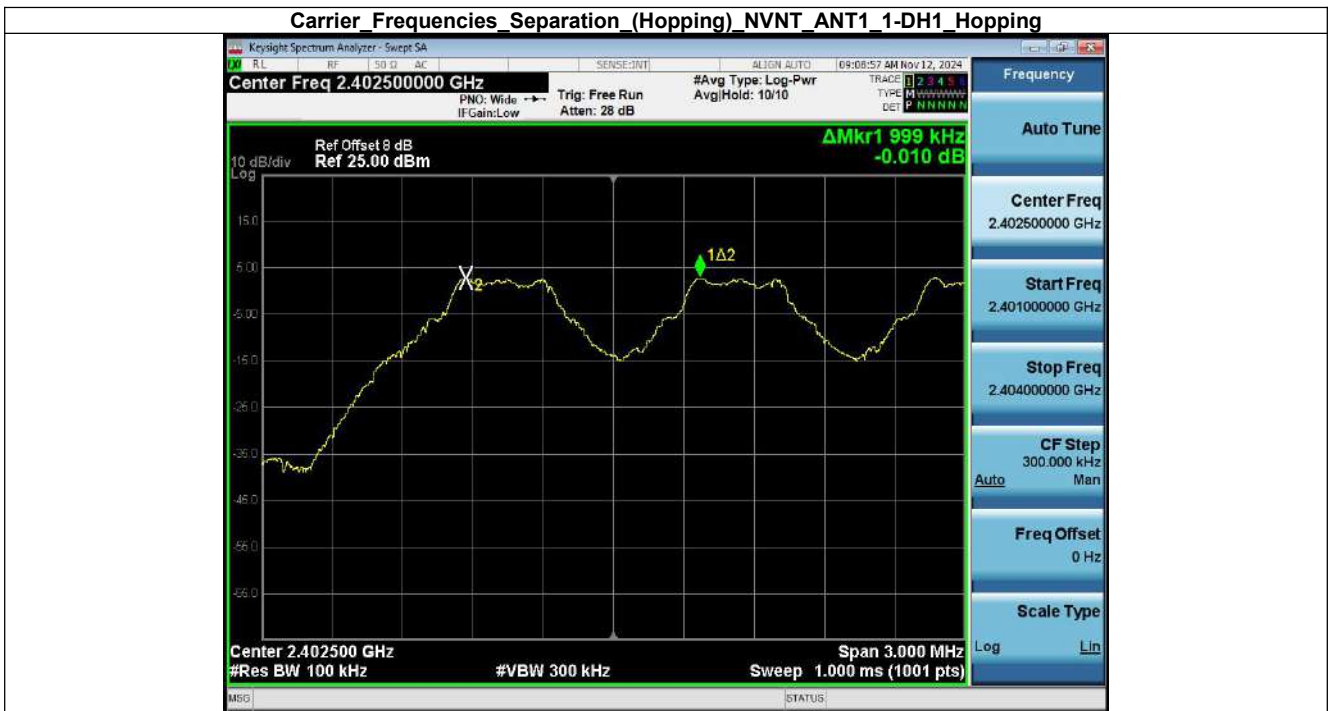 Carrier_Frequencies_Separation_(Hopping)_NVNT_ANT1_1-DH1_Hopping
Keysight Spectrum Analyzer - Swept SA
RL RF 50 Ω AC SENSE:INT ALIGN AUTO 09:08:57 AM Nov 12, 2024
Center Freq 2.402500000 GHz
PNO: Wide
IFGain:Low
Trig: Free Run
Atten: 28 dB
#Avg Type: Log-Pwr
Avg|Hold: 10/10
TRACE 1 2 3 4 5 6
TYPE M WWWWW
DET P N N N N N
Ref Offset 8 dB
10 dB/div Ref 25.00 dBm
Log
ΔMkr1 999 kHz
-0.010 dB
15.0
5.00
-5.00
-15.0
-25.0
-35.0
-45.0
-55.0
-65.0
X2
1Δ2
Center 2.402500 GHz Span 3.000 MHz
#Res BW 100 kHz #VBW 300 kHz Sweep 1.000 ms (1001 pts)
MSG STATUS
Frequency
Auto Tune
Center Freq
2.402500000 GHz
Start Freq
2.401000000 GHz
Stop Freq
2.404000000 GHz
CF Step
300.000 kHz
Auto Man
Freq Offset
0 Hz
Scale Type
Log Lin